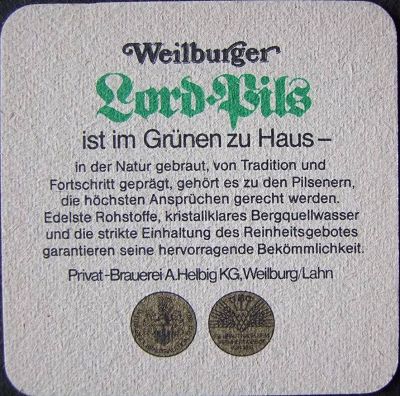 Weilburger
Lord-Pils
ist im Grünen zu Haus –
in der Natur gebraut, von Tradition und
Fortschritt geprägt, gehört es zu den Pilsenern,
die höchsten Ansprüchen gerecht werden.
Edelste Rohstoffe, kristallklares Bergquellwasser
und die strikte Einhaltung des Reinheitsgebotes
garantieren seine hervorragende Bekömmlichkeit.
Privat-Brauerei A. Helbig KG, Weilburg/Lahn